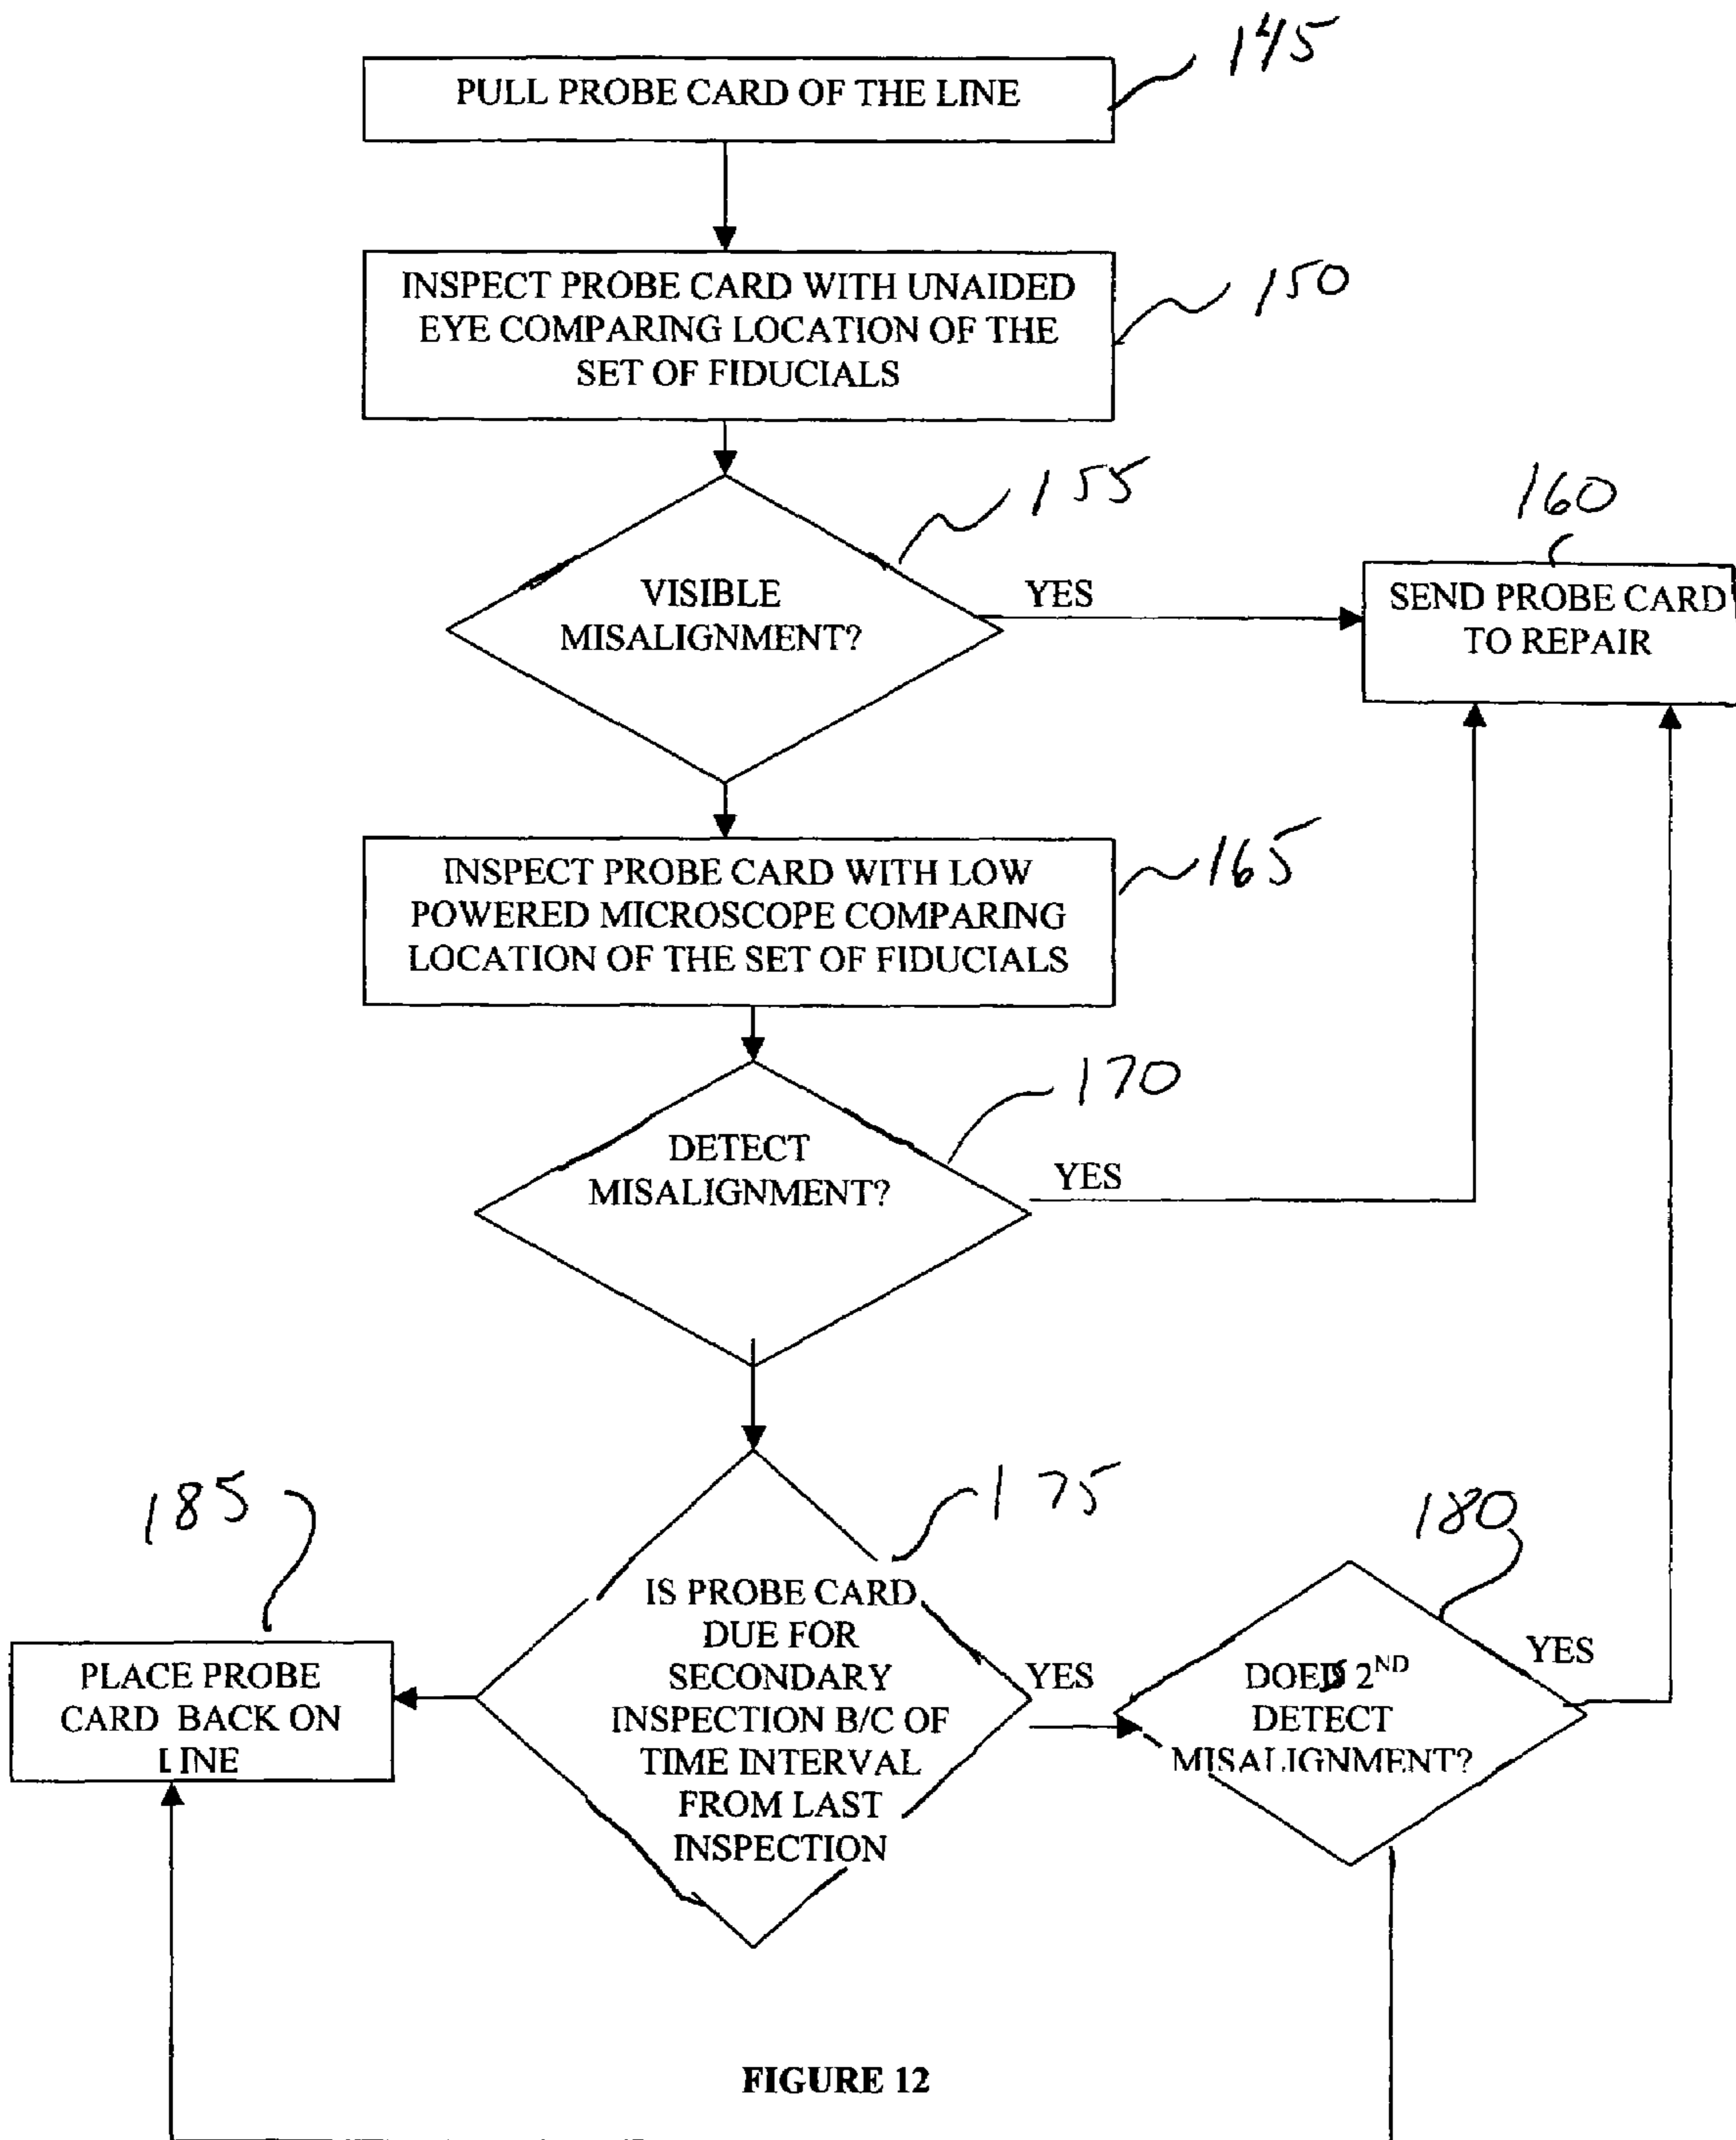 145
PULL PROBE CARD OF THE LINE
INSPECT PROBE CARD WITH UNAIDED
EYE COMPARING LOCATION OF THE
SET OF FIDUCIALS
150
155
160
VISIBLE
MISALIGNMENT?
YES
SEND PROBE CARD
TO REPAIR
INSPECT PROBE CARD WITH LOW
POWERED MICROSCOPE COMPARING
LOCATION OF THE SET OF FIDUCIALS
165
170
DETECT
MISALIGNMENT?
YES
175
185
180
IS PROBE CARD
DUE FOR
SECONDARY
INSPECTION B/C OF
TIME INTERVAL
FROM LAST
INSPECTION
YES
PLACE PROBE
CARD BACK ON
LINE
DOES 2ND
DETECT
MISALIGNMENT?
YES
FIGURE 12